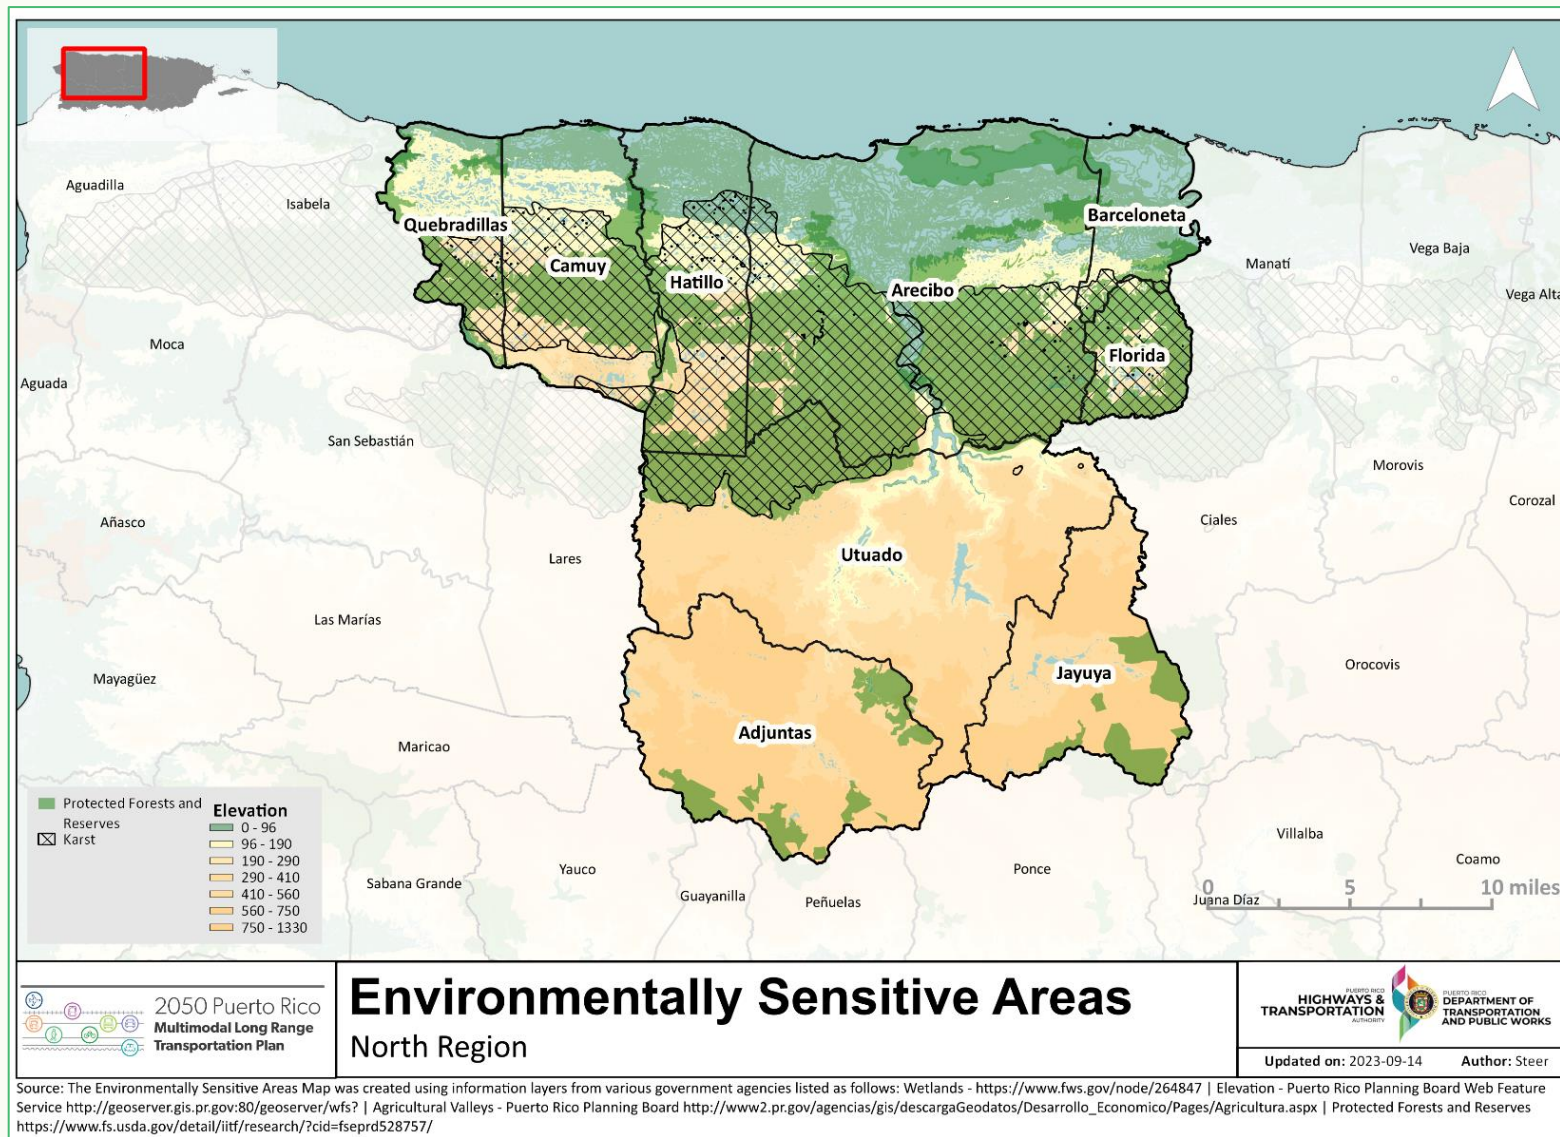 Aguadilla
Isabela
Quebradillas
Camuy
Hatillo
Arecibo
Barceloneta
Florida
Manatí
Vega Baja
Vega Alta
Moca
Aguada
San Sebastián
Morovis
Corozal
Añasco
Lares
Utuado
Ciales
Las Marías
Mayagüez
Orocovis
Jayuya
Adjuntas
Maricao
Villalba
Coamo
Yauco
Ponce
Sabana Grande
Guayanilla
Peñuelas
Juana Díaz
0 5 10 miles
Protected Forests and
Reserves
Karst
Elevation
0 - 96
96 - 190
190 - 290
290 - 410
410 - 560
560 - 750
750 - 1330
2050 Puerto Rico
Multimodal Long Range
Transportation Plan
Environmentally Sensitive Areas
North Region
PUERTO RICO
HIGHWAYS &
TRANSPORTATION
AUTHORITY
PUERTO RICO
DEPARTMENT OF
TRANSPORTATION
AND PUBLIC WORKS
Updated on: 2023-09-14 Author: Steer
Source: The Environmentally Sensitive Areas Map was created using information layers from various government agencies listed as follows: Wetlands - https://www.fws.gov/node/264847 | Elevation - Puerto Rico Planning Board Web Feature
Service http://geoserver.gis.pr.gov:80/geoserver/wfs? | Agricultural Valleys - Puerto Rico Planning Board http://www2.pr.gov/agencias/gis/descargaGeodatos/Desarrollo_Economico/Pages/Agricultura.aspx | Protected Forests and Reserves
https://www.fs.usda.gov/detail/iitf/research/?cid=fseprd528757/